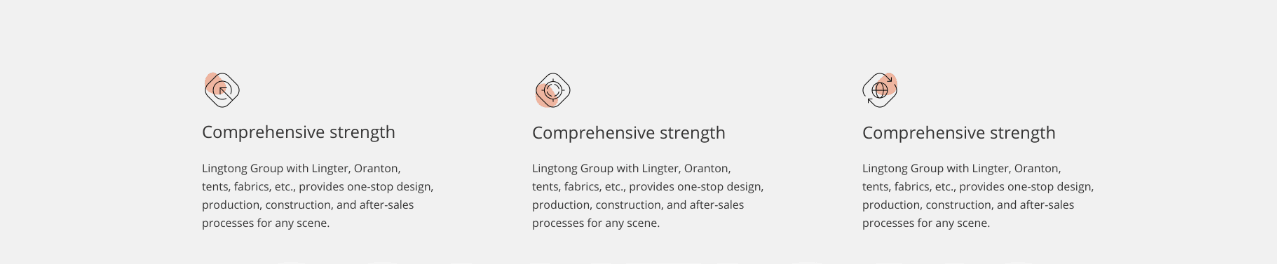 Comprehensive strength
Lingtong Group with Lingter, Oranton,
tents, fabrics, etc., provides one-stop design,
production, construction, and after-sales
processes for any scene.
Comprehensive strength
Lingtong Group with Lingter, Oranton,
tents, fabrics, etc., provides one-stop design,
production, construction, and after-sales
processes for any scene.
Comprehensive strength
Lingtong Group with Lingter, Oranton,
tents, fabrics, etc., provides one-stop design,
production, construction, and after-sales
processes for any scene.